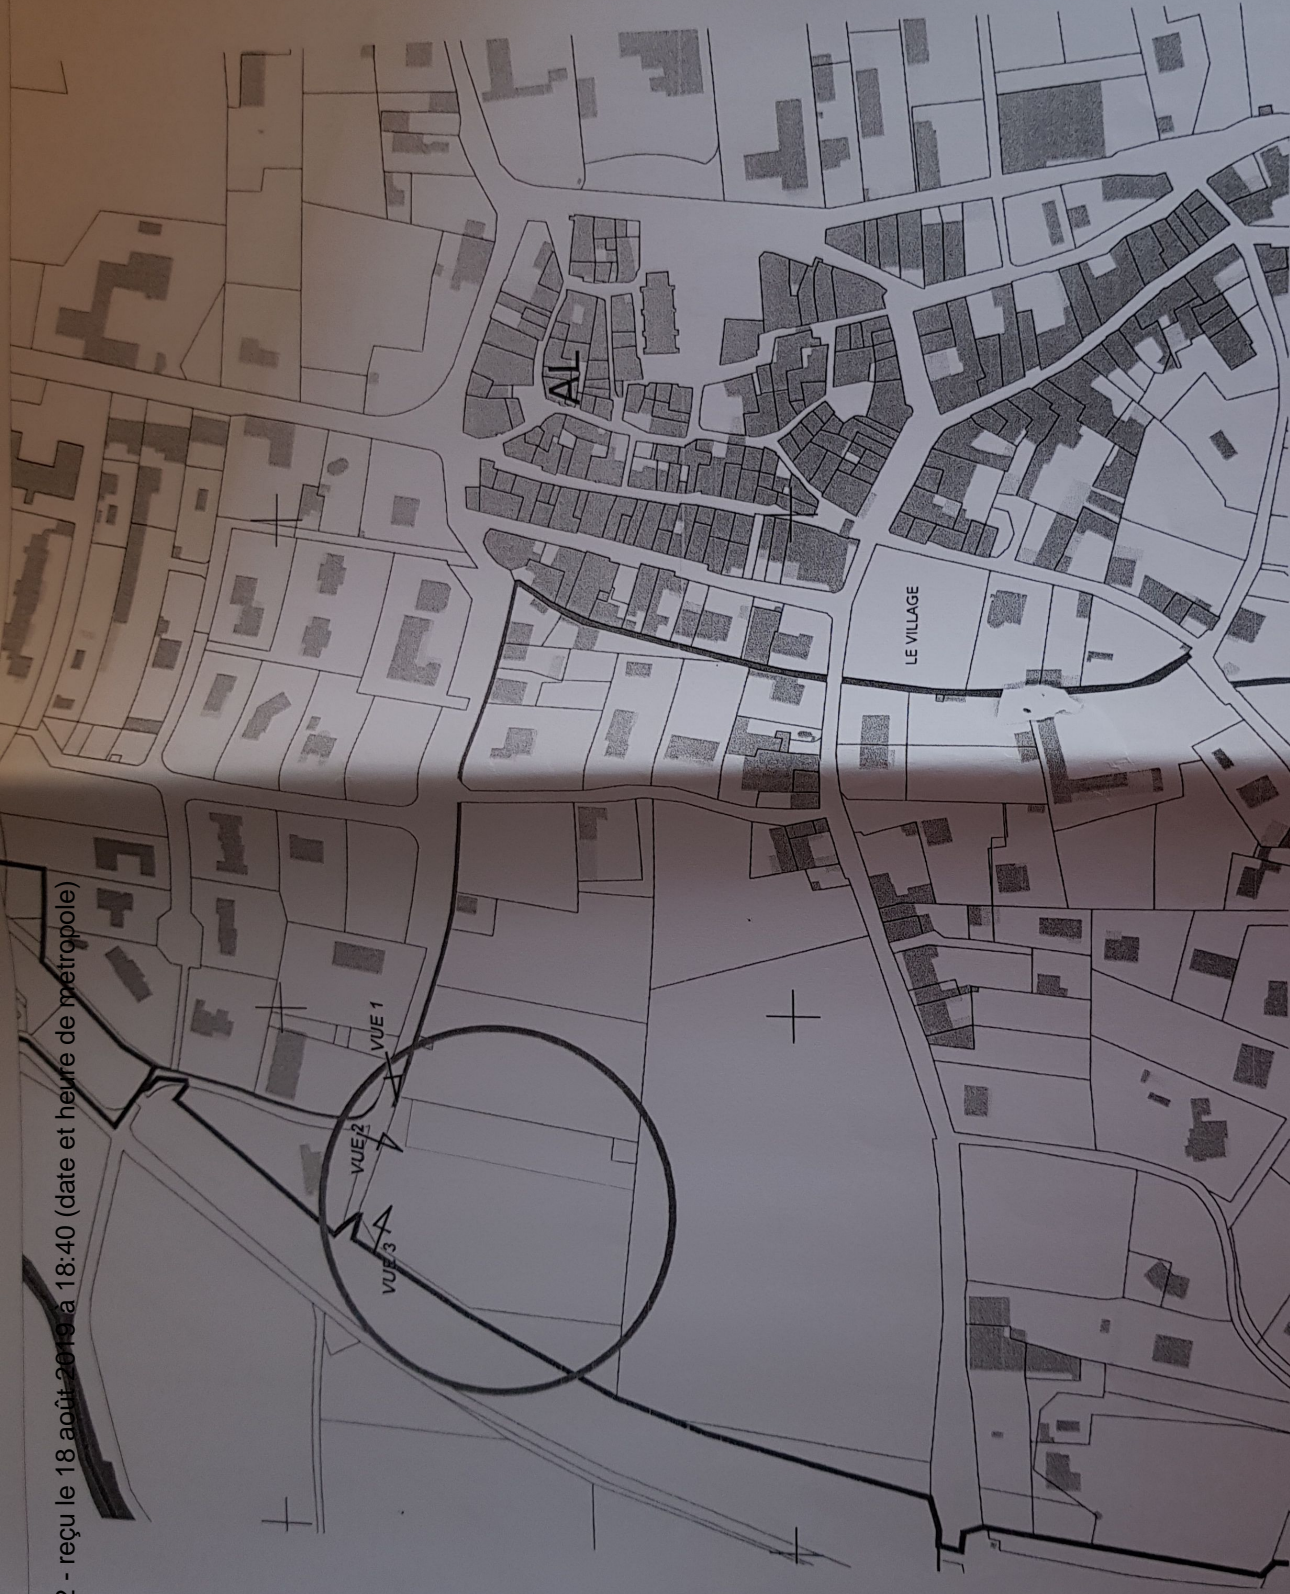 2 - reçu le 18 août 2019 à 18:40 (date et heure de métropole)
AL
LE VILLAGE
VUE 1
VUE 2
VUE 3